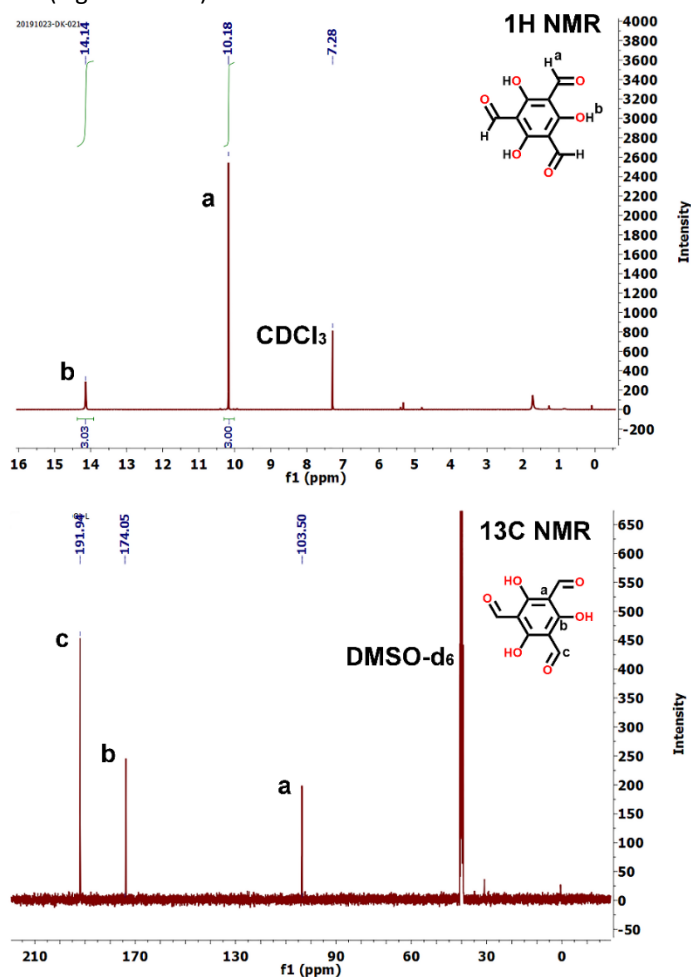 20191023-DK-021
14.14
10.18
7.28
1H NMR
H a
OH
HO
O
O
OH b
H
HO
O
H
a
b
CDCl₃
3.03
3.00
4000
3800
3600
3400
3200
3000
2800
2600
2400
2200
2000
1800
1600
1400
1200
1000
800
600
400
200
0
-200
Intensity
16 15 14 13 12 11 10 9 8 7 6 5 4 3 2 1 0
f1 (ppm)
191.94
174.05
103.50
13C NMR
HO a O
O b OH
HO
O c
DMSO-d₆
c
b
a
650
600
550
500
450
400
350
300
250
200
150
100
50
0
-50
Intensity
210 170 130 90 60 30 0
f1 (ppm)